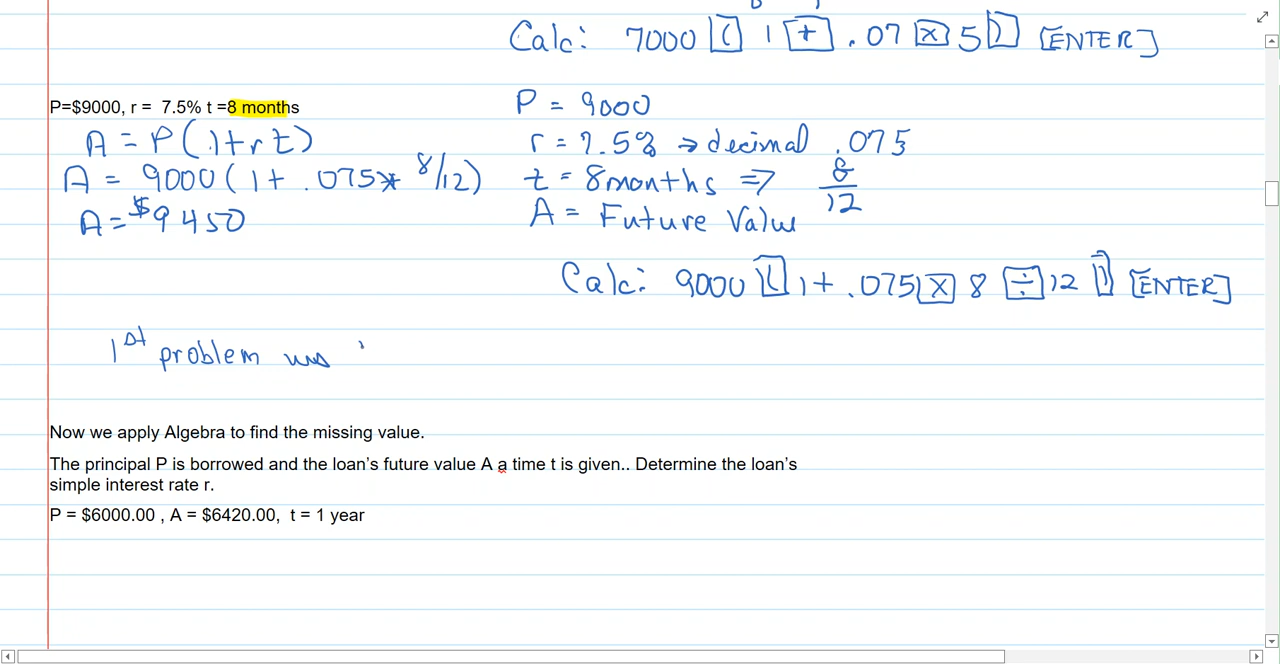 Calc: 7000 ( 1 + .07 x 5 ) [ENTER]
P=$9000, r = 7.5% t =8 months
P = 9000
A = P(1+rt)
r = 7.5% → decimal .075
A = 9000(1+ .075* 8/12)
t = 8 months ⇒ 8/12
A = $9450
A = Future Value
Calc: 9000 ( 1+ .075 x 8 ÷ 12 ) [ENTER]
1st problem was
Now we apply Algebra to find the missing value.
The principal P is borrowed and the loan's future value A a time t is given.. Determine the loan's
simple interest rate r.
P = $6000.00 , A = $6420.00, t = 1 year